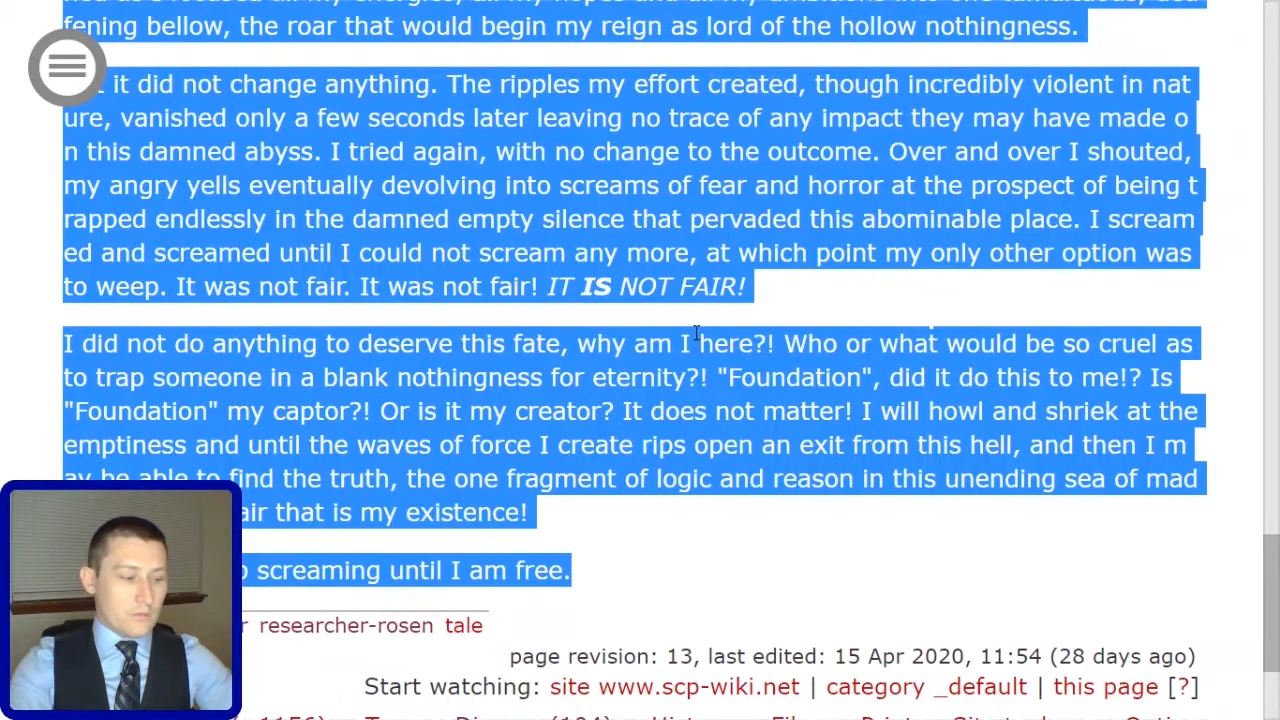 fening bellow, the roar that would begin my reign as lord of the hollow nothingness.
it did not change anything. The ripples my effort created, though incredibly violent in nat
ure, vanished only a few seconds later leaving no trace of any impact they may have made o
n this damned abyss. I tried again, with no change to the outcome. Over and over I shouted,
my angry yells eventually devolving into screams of fear and horror at the prospect of being t
rapped endlessly in the damned empty silence that pervaded this abominable place. I scream
ed and screamed until I could not scream any more, at which point my only other option was
to weep. It was not fair. It was not fair! IT IS NOT FAIR!
I did not do anything to deserve this fate, why am I here?! Who or what would be so cruel as
to trap someone in a blank nothingness for eternity?! "Foundation", did it do this to me!? Is
"Foundation" my captor?! Or is it my creator? It does not matter! I will howl and shriek at the
emptiness and until the waves of force I create rips open an exit from this hell, and then I m
ay be able to find the truth, the one fragment of logic and reason in this unending sea of mad
air that is my existence!
screaming until I am free.
researcher-rosen tale
page revision: 13, last edited: 15 Apr 2020, 11:54 (28 days ago)
Start watching: site www.scp-wiki.net | category _default | this page [?]